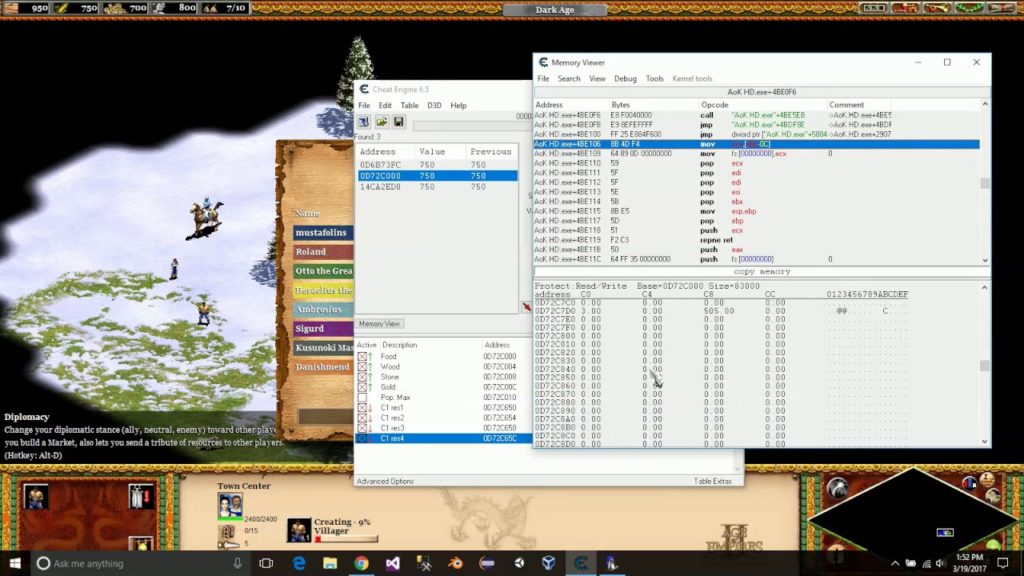 950 750 700 800 7/10
Dark Age
Memory Viewer
File Search View Debug Tools Kernel tools
AoK HD.exe+4BE0F6
Address Bytes Opcode Comment
AoK HD.exe+4BE0F6 E8 F0040000 call "AoK HD.exe"+4BE5EB ->AoK HD.exe+4BE5
AoK HD.exe+4BE0FB E9 8EFEFFFF jmp "AoK HD.exe"+4BDF8E ->AoK HD.exe+4BDF
AoK HD.exe+4BE100 FF 25 E884F600 jmp dword ptr ["AoK HD.exe"+5884 ->AoK HD.exe+2907
AoK HD.exe+4BE106 8B 4D F4 mov -0C]
AoK HD.exe+4BE109 64 89 0D 00000000 mov fs:[00000000],ecx 0
AoK HD.exe+4BE110 59 pop ecx
AoK HD.exe+4BE111 5F pop edi
AoK HD.exe+4BE112 5F pop edi
AoK HD.exe+4BE113 5E pop esi
AoK HD.exe+4BE114 5B pop ebx
AoK HD.exe+4BE115 8B E5 mov esp,ebp
AoK HD.exe+4BE117 5D pop ebp
AoK HD.exe+4BE118 51 push ecx
AoK HD.exe+4BE119 F2 C3 repne ret
AoK HD.exe+4BE11B 50 push eax
AoK HD.exe+4BE11C 64 FF 35 00000000 push fs:[00000000] 0
copy memory
Protect:Read/Write Base=0D72C000 Size=83000
address C0 C4 C8 CC 0123456789ABCDEF
0D72C7C0 0.00 0.00 0.00 0.00
0D72C7D0 3.00 0.00 505.00 0.00 @@ C
0D72C7E0 0.00 0.00 0.00 0.00
0D72C7F0 0.00 0.00 0.00 0.00
0D72C800 0.00 0.00 0.00 0.00
0D72C810 0.00 0.00 0.00 0.00
0D72C820 0.00 0.00 0.00 0.00
0D72C830 0.00 0.00 0.00 0.00
0D72C840 0.00 0.00 0.00 0.00
0D72C850 0.00 0.00 0.00
0D72C860 0.00 0.00 0.00
0D72C870 0.00 0.00 0.00 0.00
0D72C880 0.00 0.00 0.00 0.00
0D72C890 0.00 0.00 0.00 0.00
0D72C8A0 0.00 0.00 0.00 0.00
0D72C8B0 0.00 0.00 0.00 0.00
0D72C8C0 0.00 0.00 0.00 0.00
0D72C8D0 0.00 0.00 0.00 0.00
Cheat Engine 6.5
File Edit Table D3D Help
Found: 3
Address Value Previous
0D6B73FC 750 750
0D72C000 750 750
14CA2ED0 750 750
Memory View
Active Description Address
Food 0D72C000
Wood 0D72C004
Stone 0D72C008
Gold 0D72C00C
Pop. Max 0D72C010
C1 res1 0D72C650
C1 res2 0D72C654
C1 res3 0D72C658
C1 res4 0D72C65C
Advanced Options Table Extras
Name
mustafolins
Roland
Otto the Grea
Heraclius the
Ambrosius
Sigurd
Kusunoki Mas
Danishmend
Diplomacy
Change your diplomatic stance (ally, neutral, enemy) toward other playe
you build a Market, also lets you send a tribute of resources to other players.
(Hotkey: Alt-D)
Town Center
2400/2400
0/15
5
Creating - 9%
Villager
II
EMPIRES
Ask me anything
1:52 PM
3/19/2017